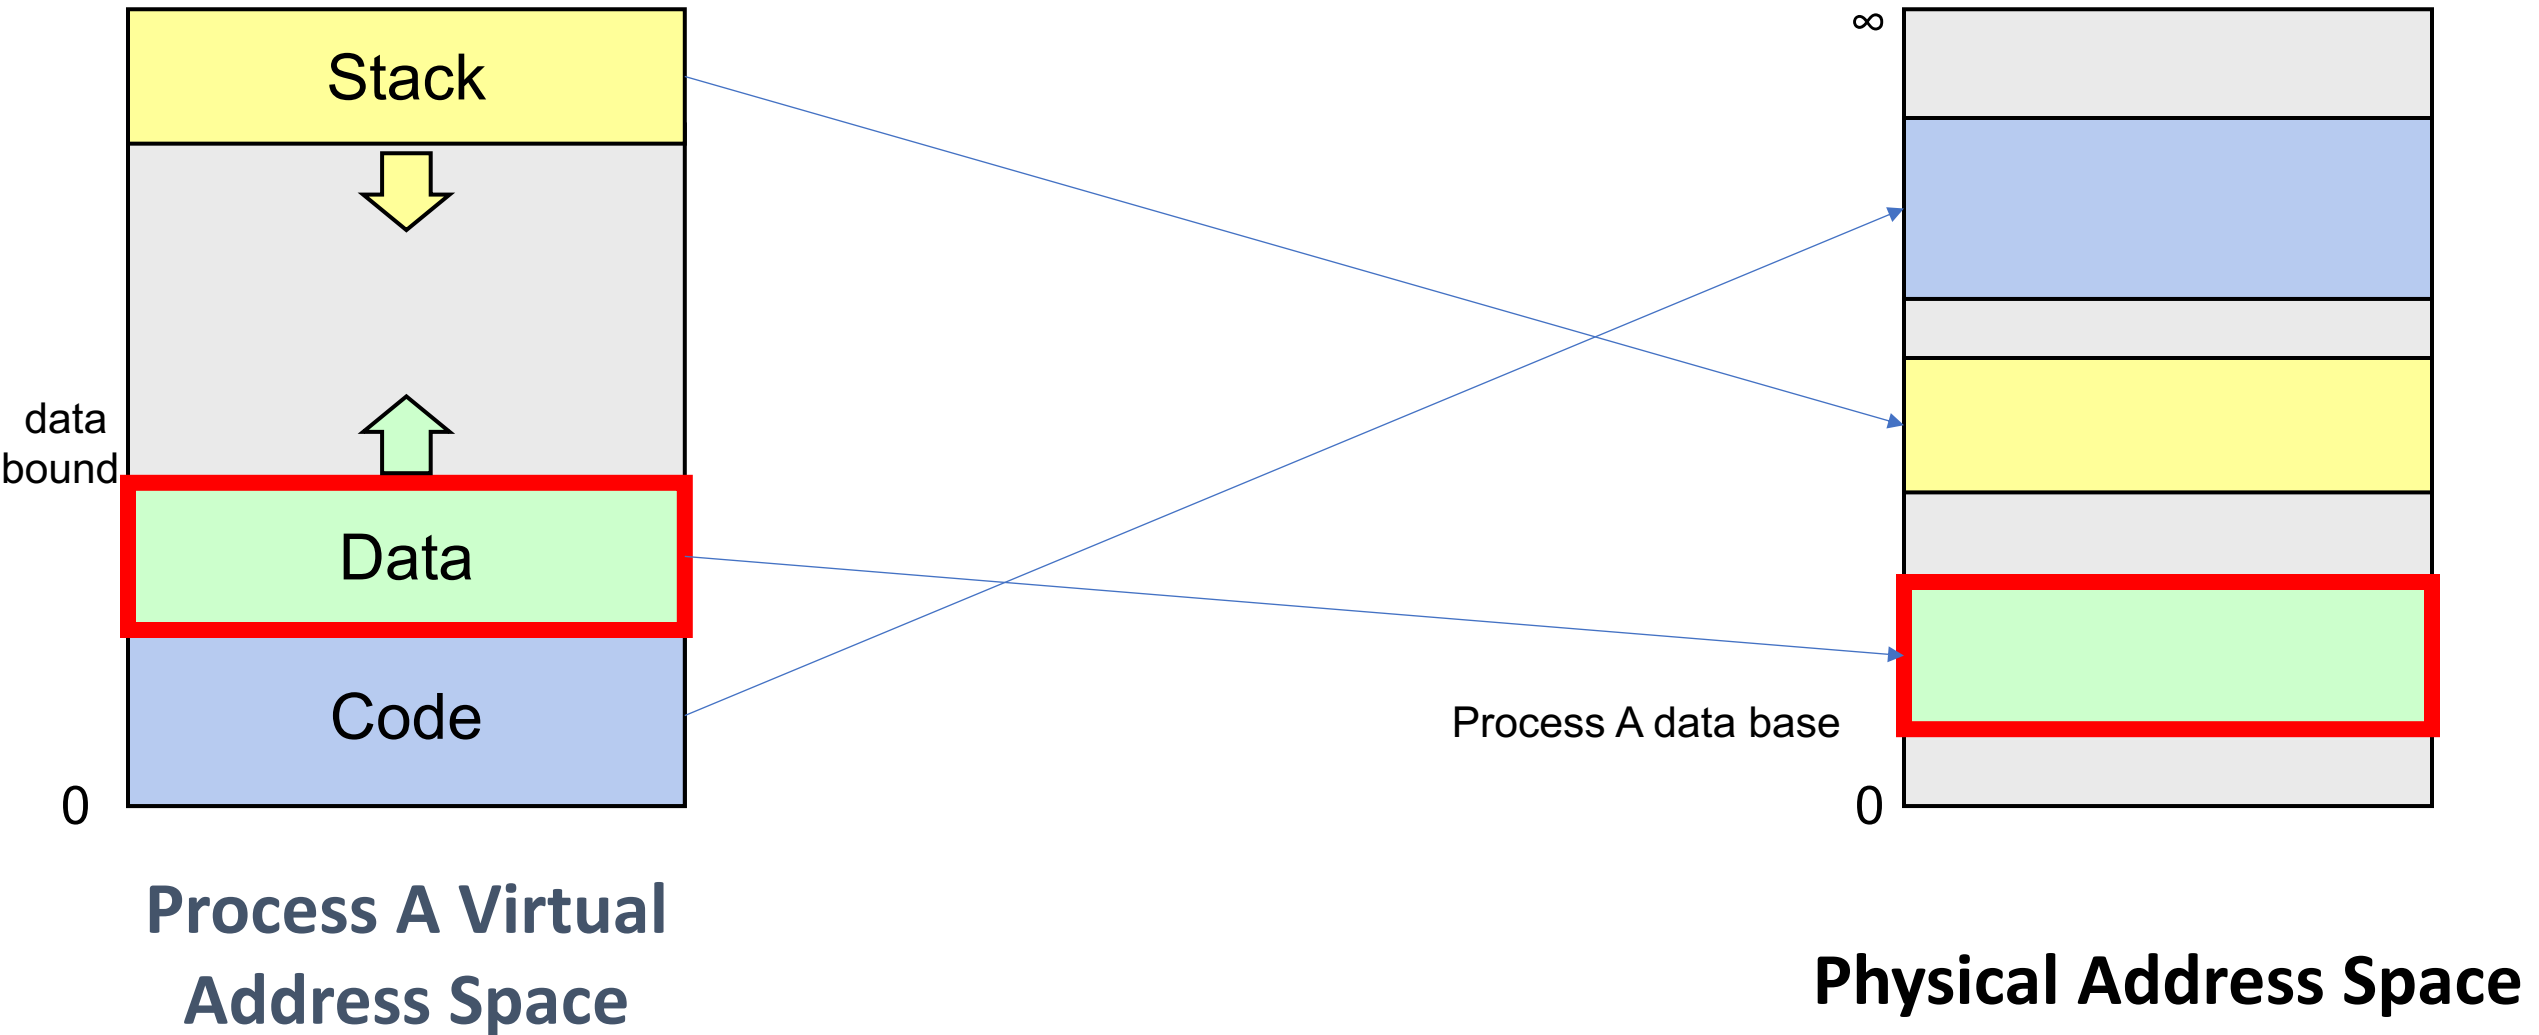 Stack
data
bound
Data
Code
0
Process A Virtual
Address Space
∞
Process A data base
0
Physical Address Space